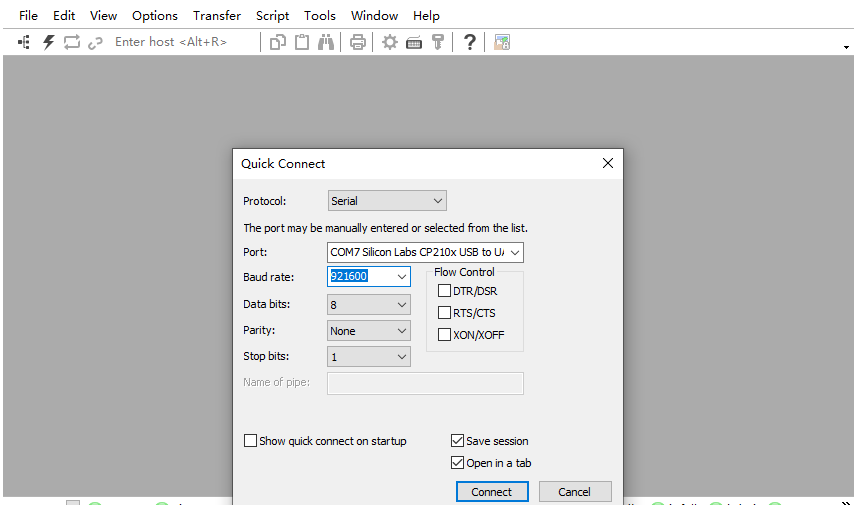 File Edit View Options Transfer Script Tools Window Help
Enter host <Alt+R>
Quick Connect
Protocol: Serial
The port may be manually entered or selected from the list.
Port: COM7 Silicon Labs CP210x USB to
Baud rate: 921600
Flow Control
DTR/DSR
Data bits: 8
RTS/CTS
Parity: None
XON/XOFF
Stop bits: 1
Name of pipe:
Show quick connect on startup
Save session
Open in a tab
Connect Cancel